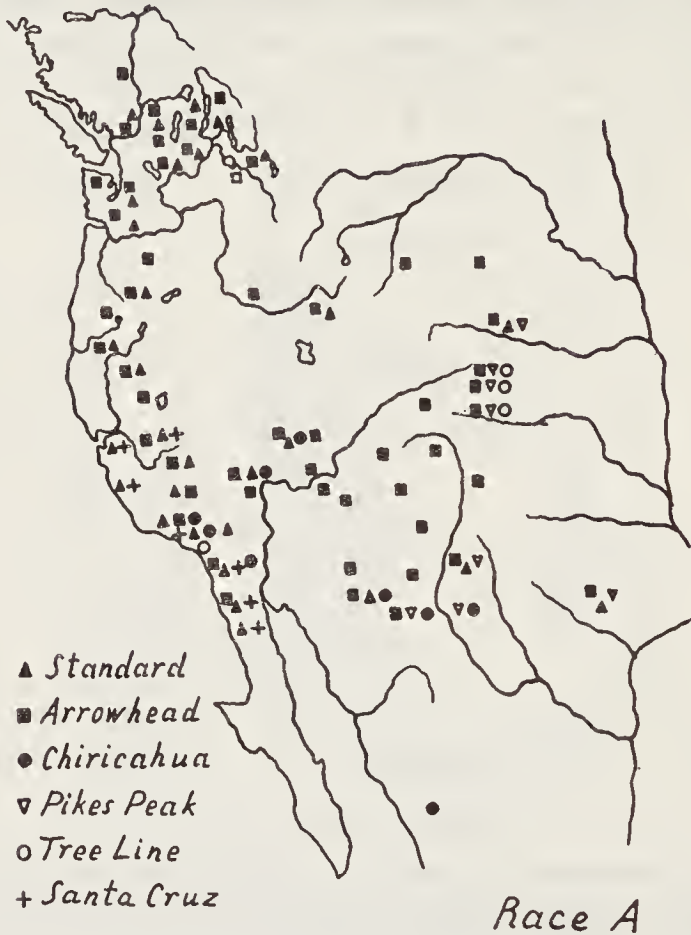 Standard
Arrowhead
Chiricahua
Pikes Peak
Tree Line
Santa Cruz
Race A